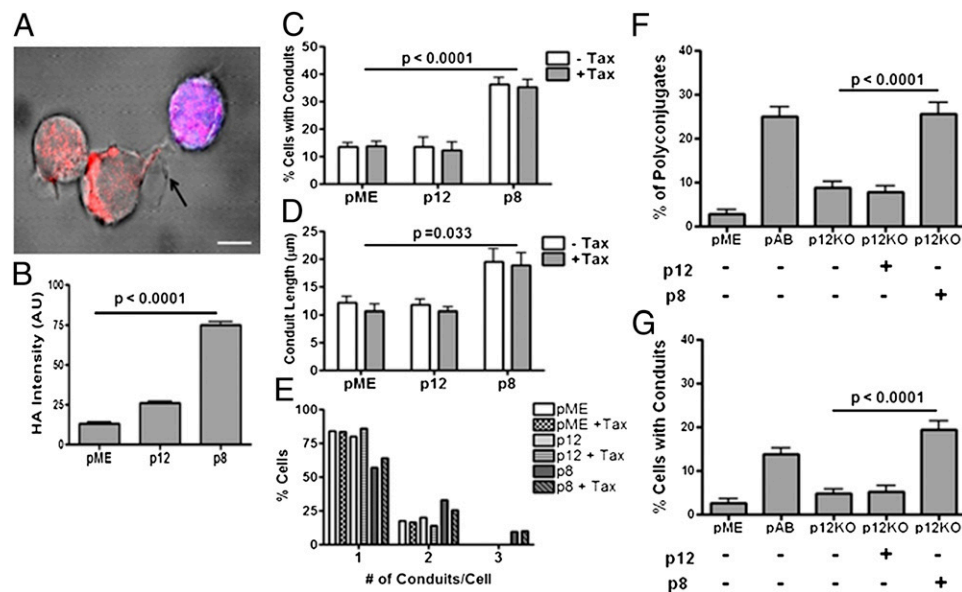 A
B
HA Intensity (AU)
100
75
50
25
0
p < 0.0001
pME p12 p8
C
% Cells with Conduits
50
40
30
20
10
0
p < 0.0001
- Tax
+Tax
pME p12 p8
D
Conduit Length (µm)
25
20
15
10
5
0
p =0.033
- Tax
+Tax
pME p12 p8
E
% Cells
100
75
50
25
0
pME
pME +Tax
p12
p12 + Tax
p8
p8 + Tax
1 2 3
# of Conduits/Cell
F
% of Polyconjugates
40
30
20
10
0
p <0.0001
pME pAB p12KO p12KO p12KO
p12 - - - + -
p8 - - - - +
G
% Cells with Conduits
40
30
20
10
0
p < 0.0001
pME pAB p12KO p12KO p12KO
p12 - - - + -
p8 - - - - +